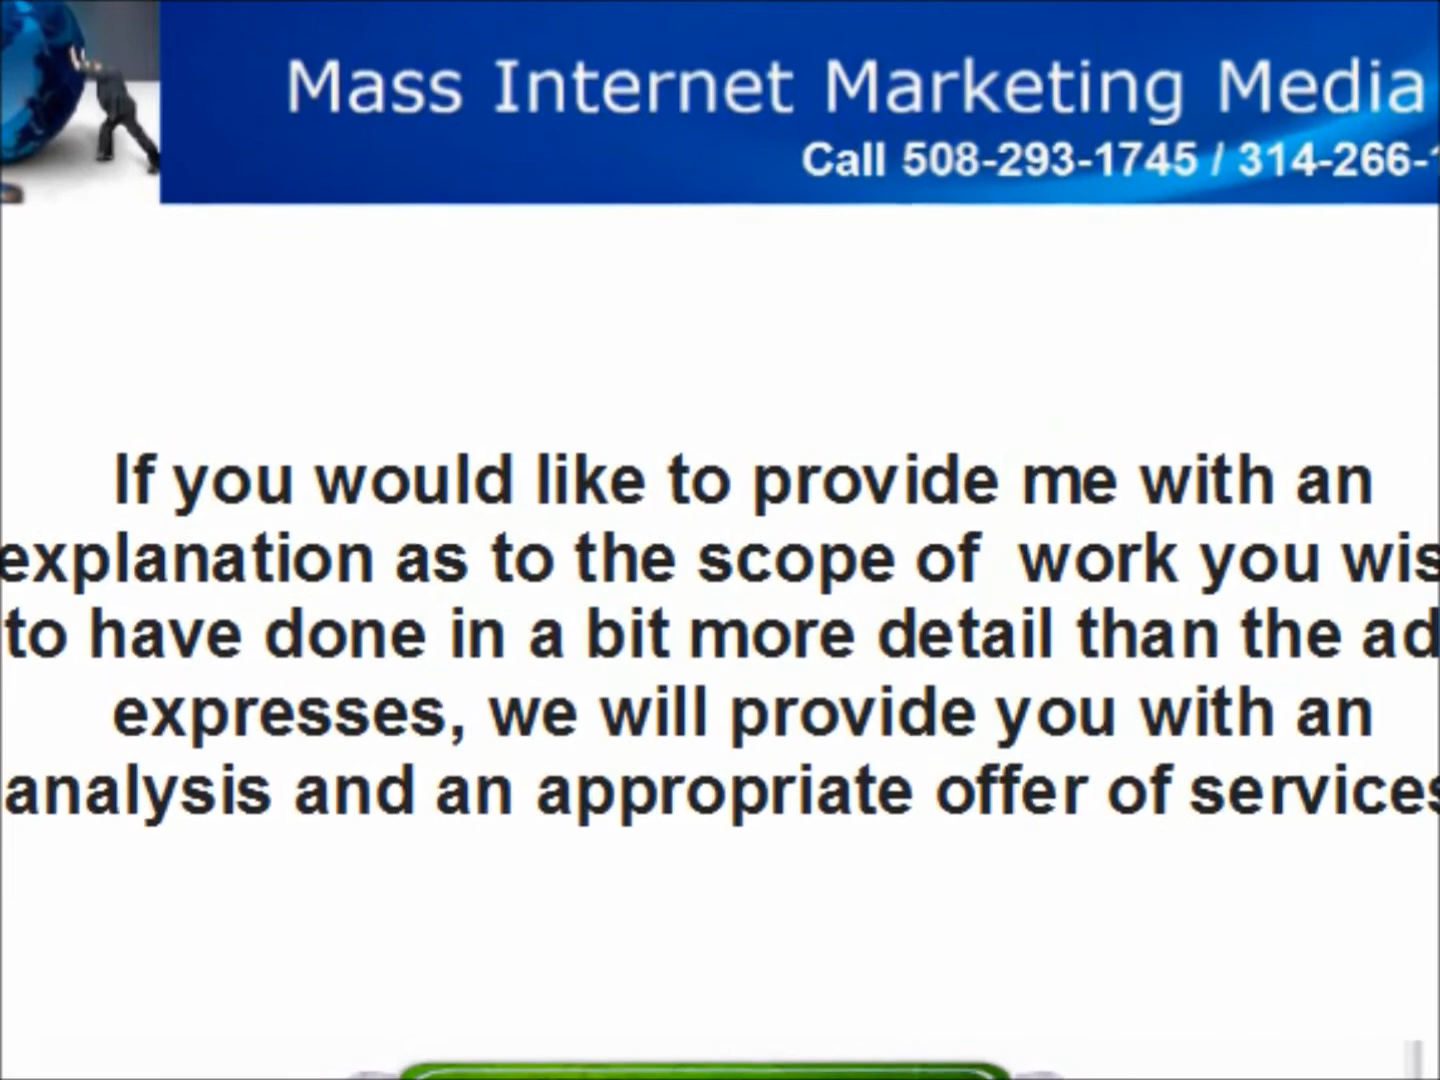 Mass Internet Marketing Media
Call 508-293-1745 / 314-266-
If you would like to provide me with an
explanation as to the scope of work you wis
to have done in a bit more detail than the ad
expresses, we will provide you with an
analysis and an appropriate offer of services